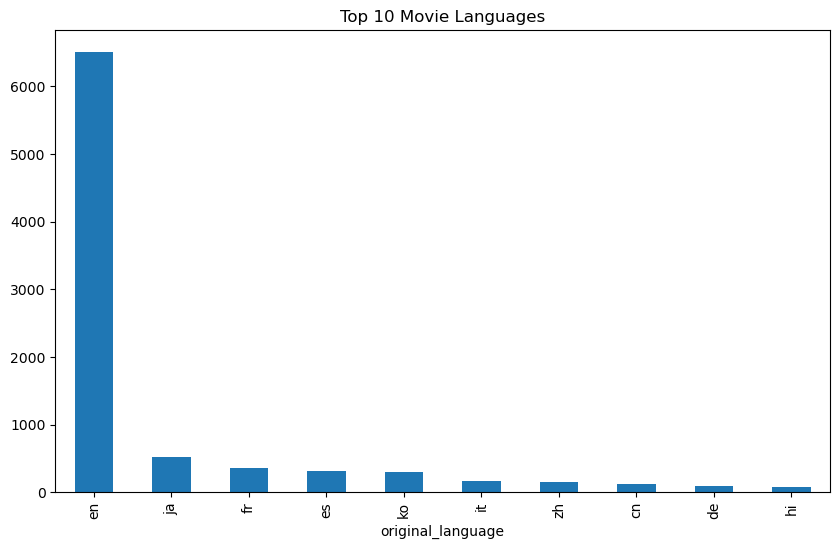 Top 10 Movie Languages
6000
5000
4000
3000
2000
1000
0
en
ja
fr
es
ko
it
zh
cn
de
hi
original_language